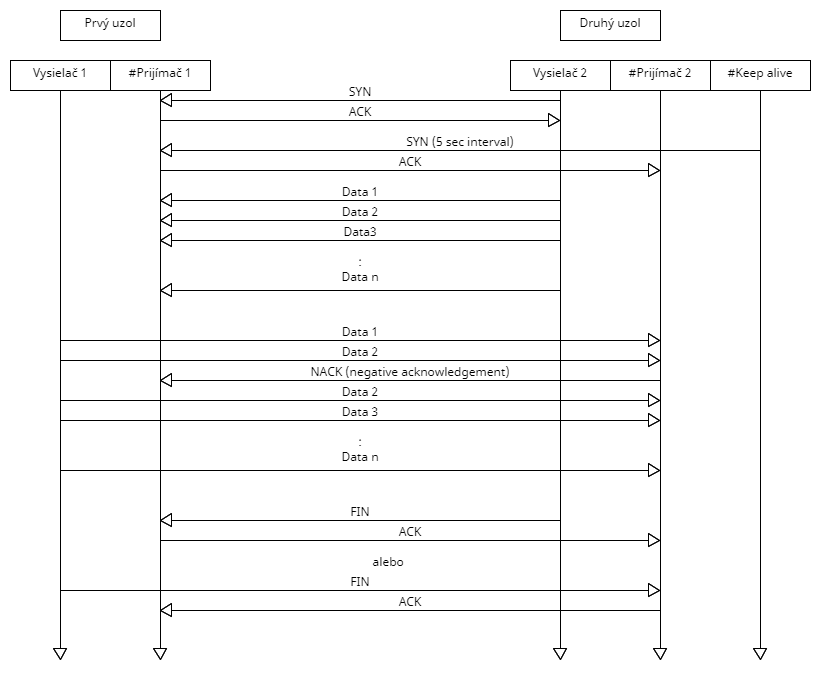 Prvý uzol
Druhý uzol
Vysielač 1
#Prijímač 1
Vysielač 2
#Prijímač 2
#Keep alive
SYN
ACK
SYN (5 sec interval)
ACK
Data 1
Data 2
Data3
:
Data n
Data 1
Data 2
NACK (negative acknowledgement)
Data 2
Data 3
:
Data n
FIN
ACK
alebo
FIN
ACK